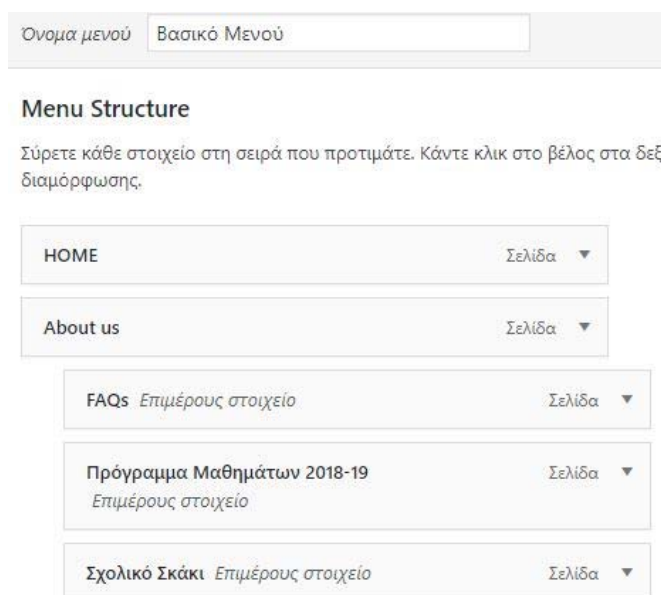 Όνομα μενού Βασικό Μενού
Menu Structure
Σύρετε κάθε στοιχείο στη σειρά που προτιμάτε. Κάντε κλικ στο βέλος στα
διαμόρφωσης.
HOME Σελίδα
About us Σελίδα
FAQs Επιμέρους στοιχείο Σελίδα
Πρόγραμμα Μαθημάτων 2018-19 Σελίδα
Επιμέρους στοιχείο
Σχολικό Σκάκι Επιμέρους στοιχείο Σελίδα